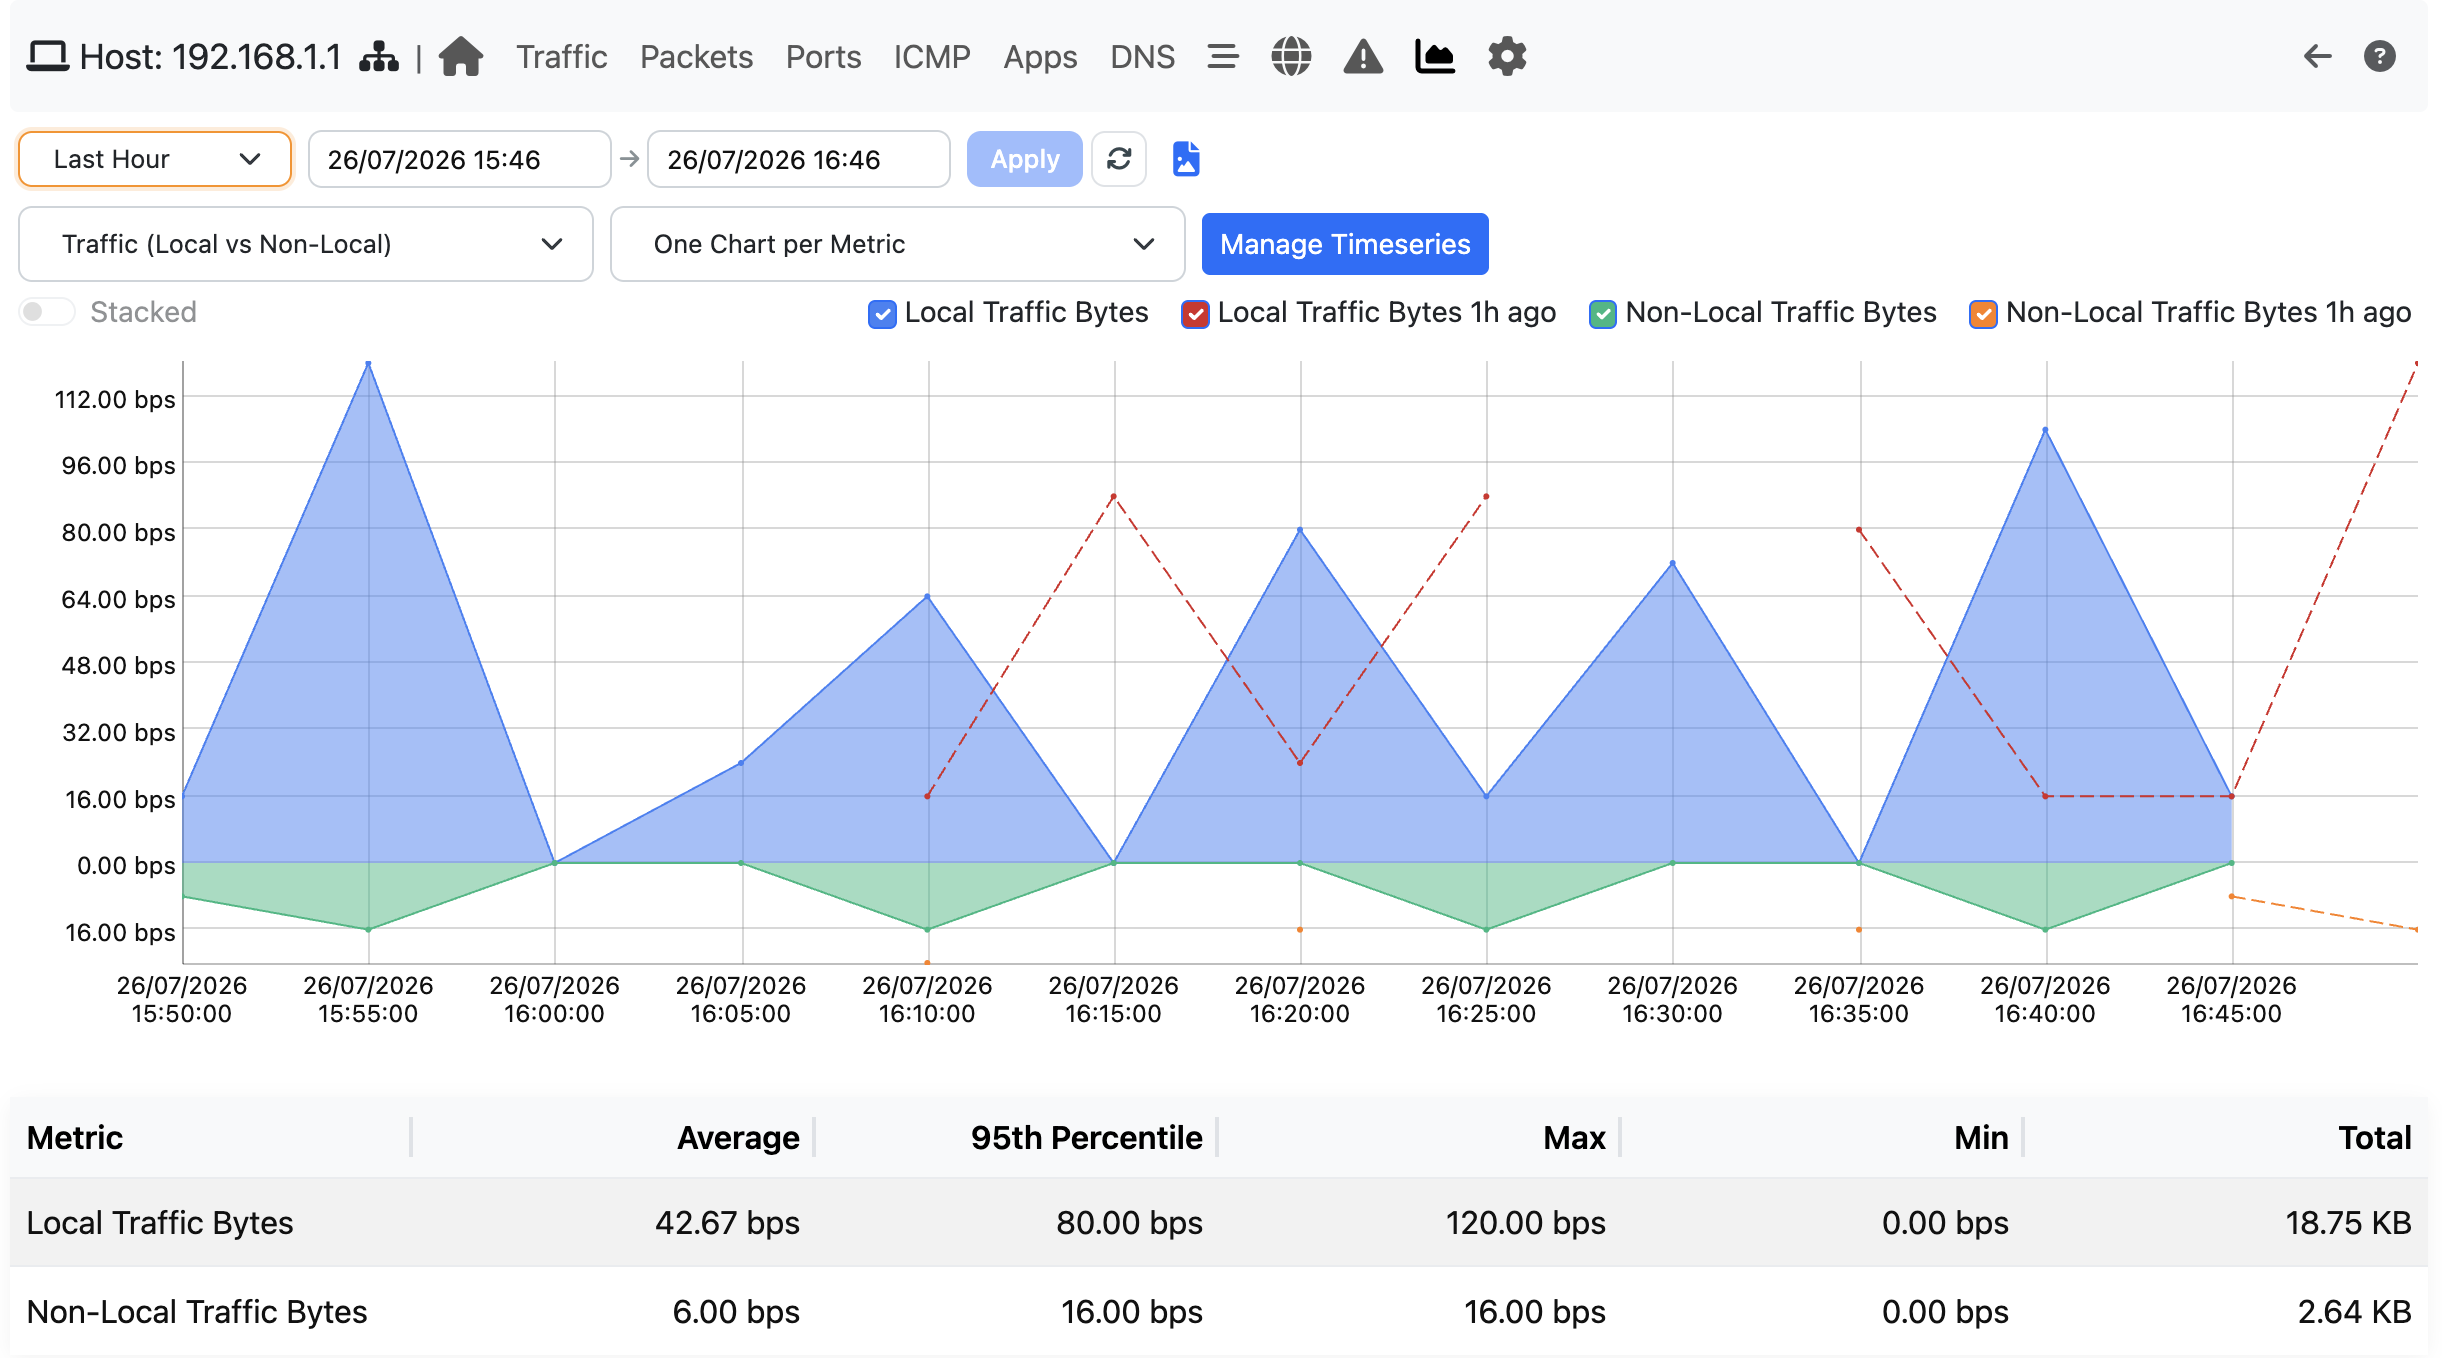 Host: 192.168.1.1 | Traffic Packets Ports ICMP Apps DNS
Last Hour 26/07/2026 15:46 → 26/07/2026 16:46 Apply
Traffic (Local vs Non-Local) One Chart per Metric Manage Timeseries
Stacked Local Traffic Bytes Local Traffic Bytes 1h ago Non-Local Traffic Bytes Non-Local Traffic Bytes 1h ago
112.00 bps
96.00 bps
80.00 bps
64.00 bps
48.00 bps
32.00 bps
16.00 bps
0.00 bps
16.00 bps
26/07/2026 26/07/2026 26/07/2026 26/07/2026 26/07/2026 26/07/2026 26/07/2026 26/07/2026 26/07/2026 26/07/2026 26/07/2026 26/07/2026
15:50:00 15:55:00 16:00:00 16:05:00 16:10:00 16:15:00 16:20:00 16:25:00 16:30:00 16:35:00 16:40:00 16:45:00
Metric Average 95th Percentile Max Min Total
Local Traffic Bytes 42.67 bps 80.00 bps 120.00 bps 0.00 bps 18.75 KB
Non-Local Traffic Bytes 6.00 bps 16.00 bps 16.00 bps 0.00 bps 2.64 KB